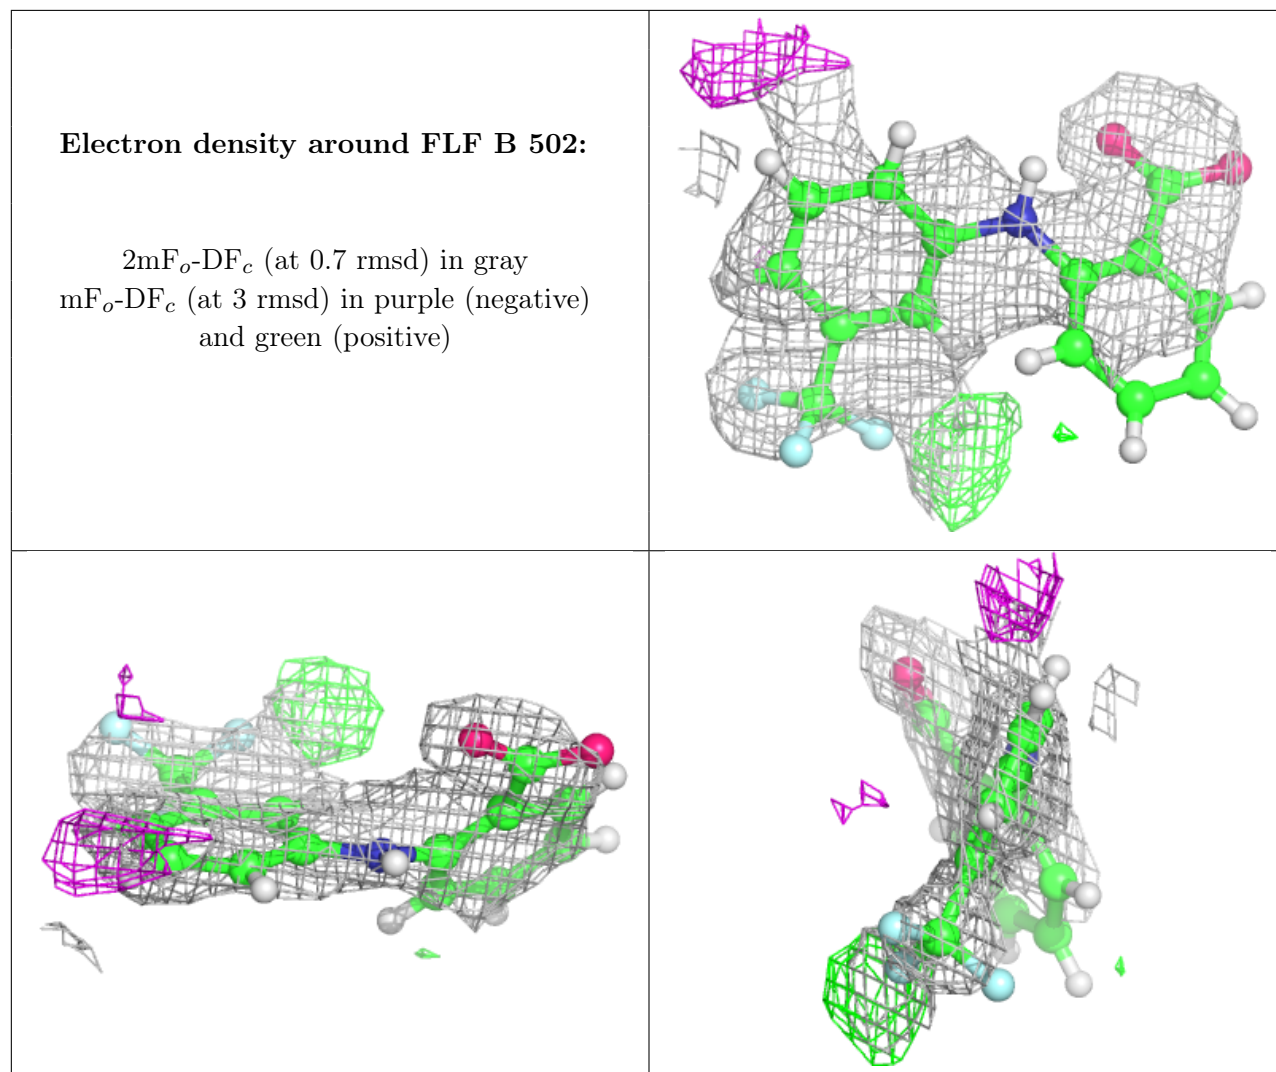 Electron density around FLF B 502:
2mFo-DFc (at 0.7 rmsd) in gray
mFo-DFc (at 3 rmsd) in purple (negative)
and green (positive)